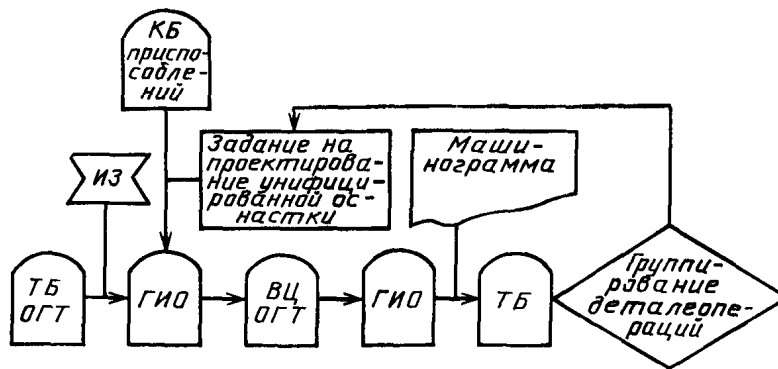 КБ
приспо-
собле-
ний
Задание на
проектирова-
ние унифици-
рованной ос-
настки
Маши-
нограмма
ИЗ
ТБ
ОГТ
ГИО
ВЦ
ОГТ
ГИО
ТБ
Группи-
рование
деталеопе-
раций